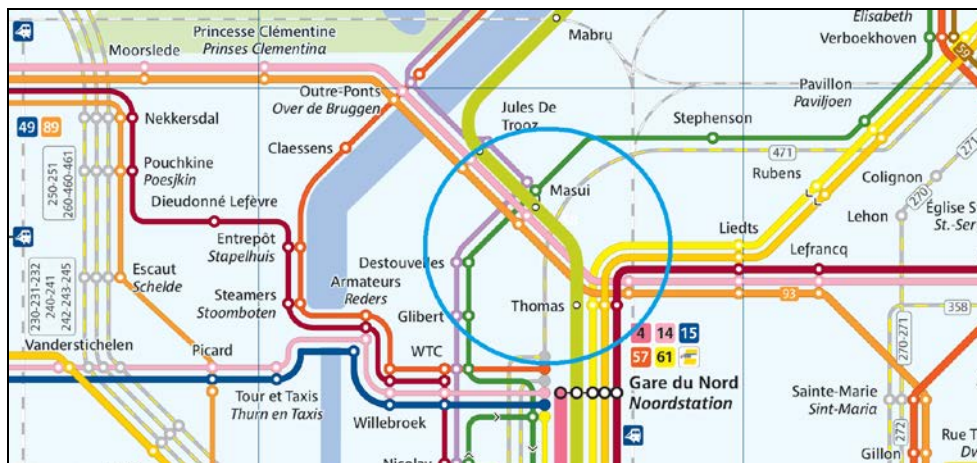 Princesse Clémentine
Prinses Clementina
Moorslede
Mabru
Elisabeth
Verboekhoven
59
Outre-Ponts
Over de Bruggen
Jules De
Trooz
Pavillon
Paviljoen
Stephenson
49 89
Nekkersdal
Claessens
471
271
250-251
260-460-461
Pouchkine
Poesjkin
Masui
Rubens
Colignon
270
Dieudonné Lefèvre
Lehon
Église S
St.-Ser
Entrepôt
Stapelhuis
Liedts
Lefrancq
230-231-232
240-241
242-243-245
Escaut
Schelde
Destouvelles
Armateurs
Reders
Steamers
Stoomboten
Glibert
Thomas
93
358
4 14 15
57 61
270-271
Vanderstichelen
Picard
WTC
Gare du Nord
Noordstation
Tour et Taxis
Thurn en Taxis
Willebroek
Sainte-Marie
Sint-Maria
272
Rue T
Dw
Gillon
Nicolay